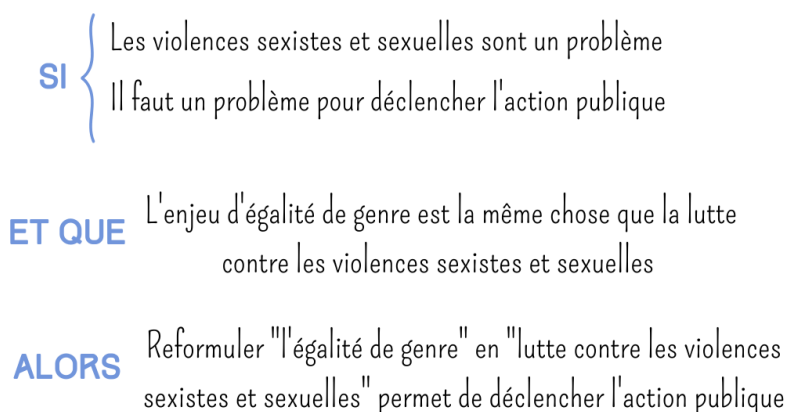 Les violences sexistes et sexuelles sont un problème
SI
Il faut un problème pour déclencher l'action publique
L'enjeu d'égalité de genre est la même chose que la lutte
ET QUE
contre les violences sexistes et sexuelles
Reformuler "l'égalité de genre" en "lutte contre les violences
ALORS
sexistes et sexuelles" permet de déclencher l'action publique